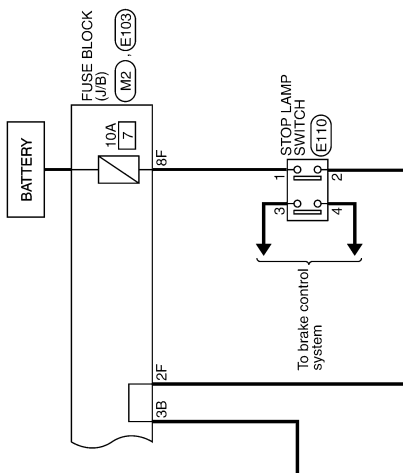 BATTERY
FUSE BLOCK
(J/B)
M2 , E103
10A
7
8F
STOP LAMP
SWITCH
E110
1
2
3
4
To brake control
system
2F
3B